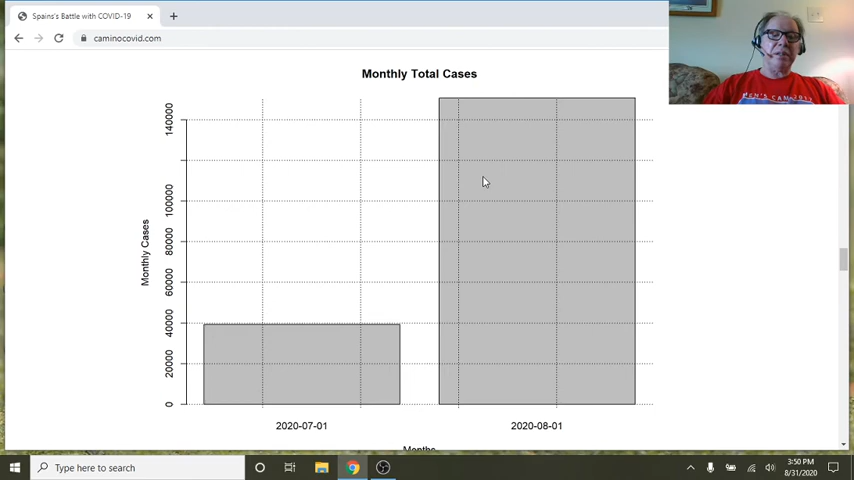 Spains's Battle with COVID-19
caminocovid.com
Monthly Total Cases
Monthly Cases
140000
100000
80000
60000
40000
20000
0
2020-07-01
2020-08-01
Months
Type here to search
3:50 PM
8/31/2020